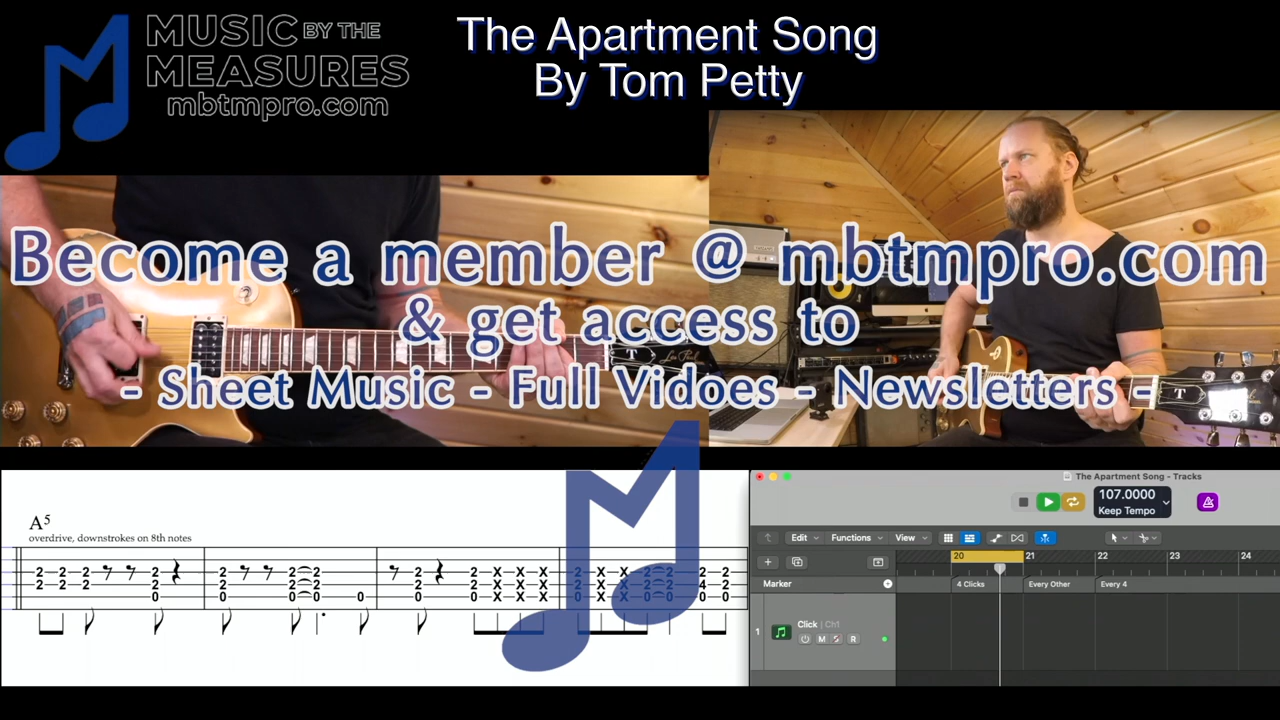 MUSIC BY THE
MEASURES
mbtmpro.com
The Apartment Song
By Tom Petty
Become a member @ mbtmpro.com
& get access to
- Sheet Music - Full Vidoes - Newsletters -
T
T
A5
overdrive, downstrokes on 8th notes
The Apartment Song - Tracks
107.0000
Keep Tempo
Edit
Functions
View
20 21 22 23 24
Marker
4 Clicks
Every Other
Every 4
1
Click | Ch1
M S R